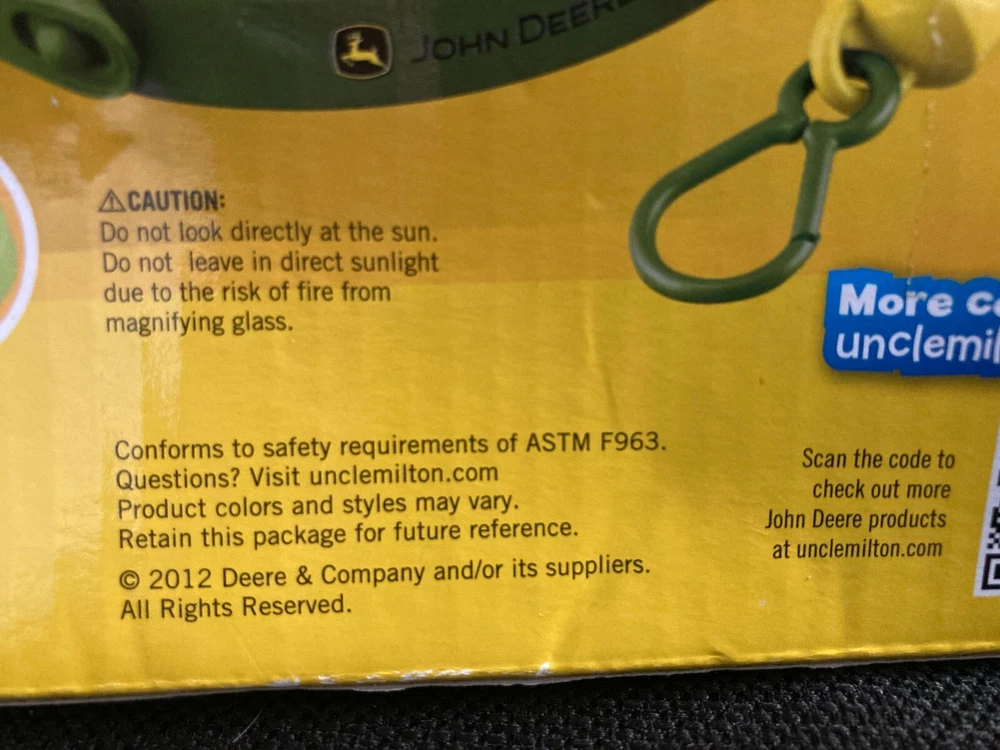 JOHN DEERE
⚠CAUTION:
Do not look directly at the sun.
Do not leave in direct sunlight
due to the risk of fire from
magnifying glass.
More
unclemil
Conforms to safety requirements of ASTM F963.
Questions? Visit unclemilton.com
Product colors and styles may vary.
Retain this package for future reference.
© 2012 Deere & Company and/or its suppliers.
All Rights Reserved.
Scan the code to
check out more
John Deere products
at unclemilton.com